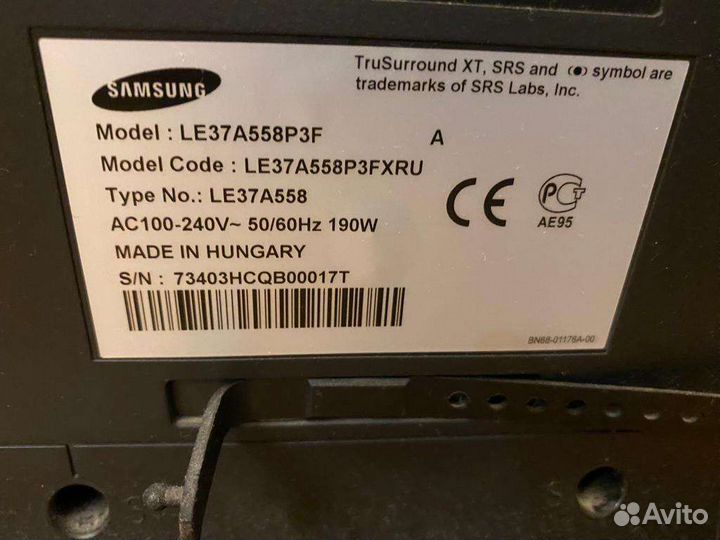 SAMSUNG
TruSurround XT, SRS and (●) symbol are
trademarks of SRS Labs, Inc.
Model : LE37A558P3F A
Model Code : LE37A558P3FXRU
Type No.: LE37A558
AC100-240V~ 50/60Hz 190W
MADE IN HUNGARY
S/N : 73403HCQB00017T
CE
РСТ
AE95
BN68-01176A-00
Avito